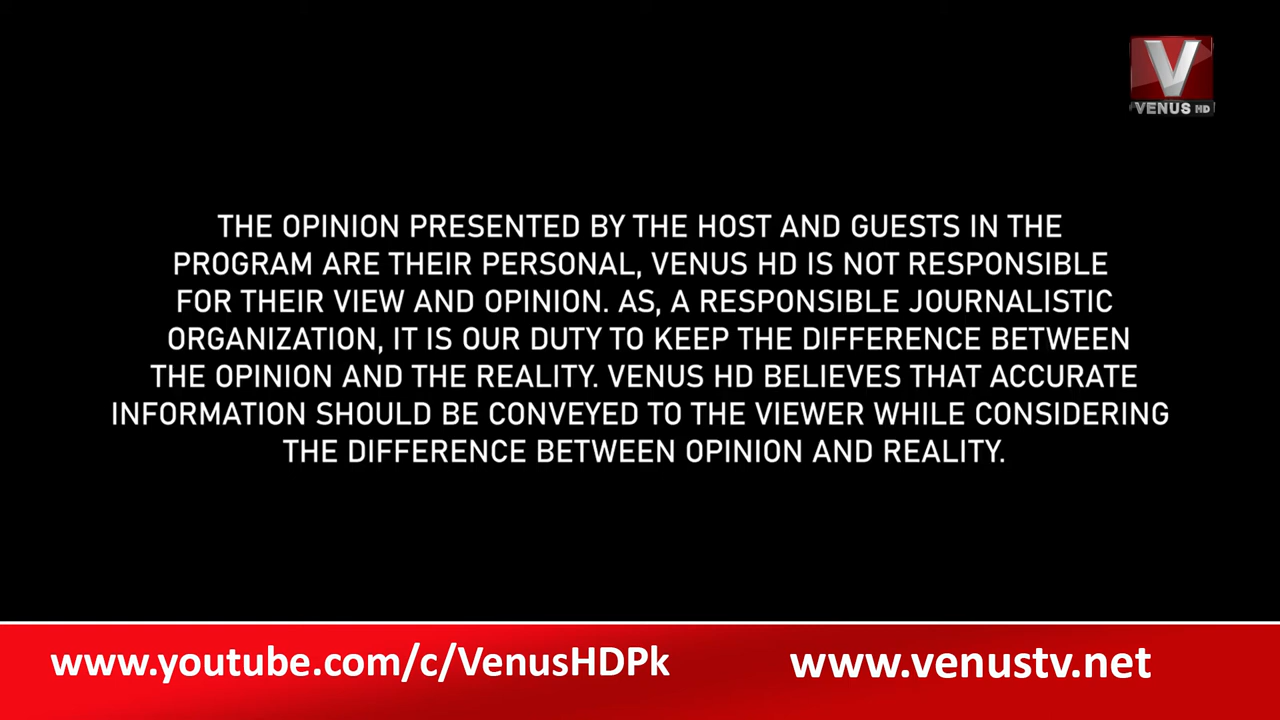 V
VENUS HD
THE OPINION PRESENTED BY THE HOST AND GUESTS IN THE
PROGRAM ARE THEIR PERSONAL, VENUS HD IS NOT RESPONSIBLE
FOR THEIR VIEW AND OPINION. AS, A RESPONSIBLE JOURNALISTIC
ORGANIZATION, IT IS OUR DUTY TO KEEP THE DIFFERENCE BETWEEN
THE OPINION AND THE REALITY. VENUS HD BELIEVES THAT ACCURATE
INFORMATION SHOULD BE CONVEYED TO THE VIEWER WHILE CONSIDERING
THE DIFFERENCE BETWEEN OPINION AND REALITY.
www.youtube.com/c/VenusHDPk
www.venustv.net